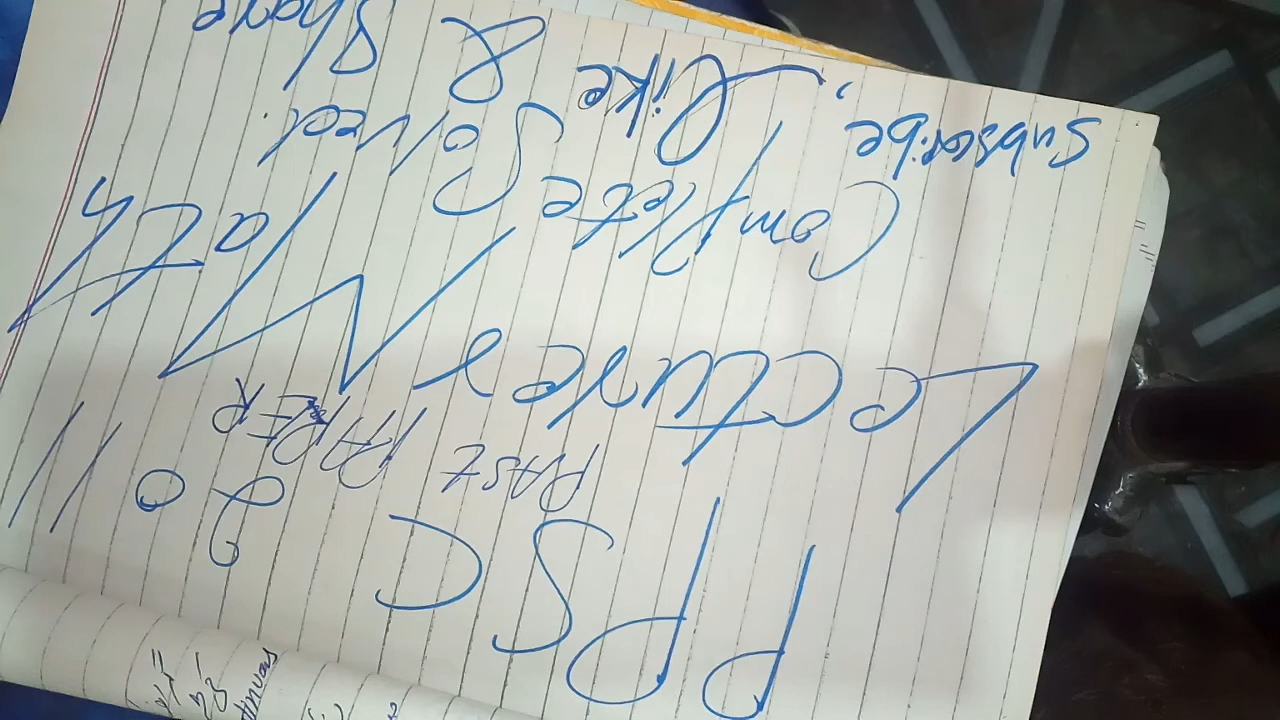 PPSC 2011
PAST PAPER
Lecturer Math
Complete Solved.
Subscribe, like & Share